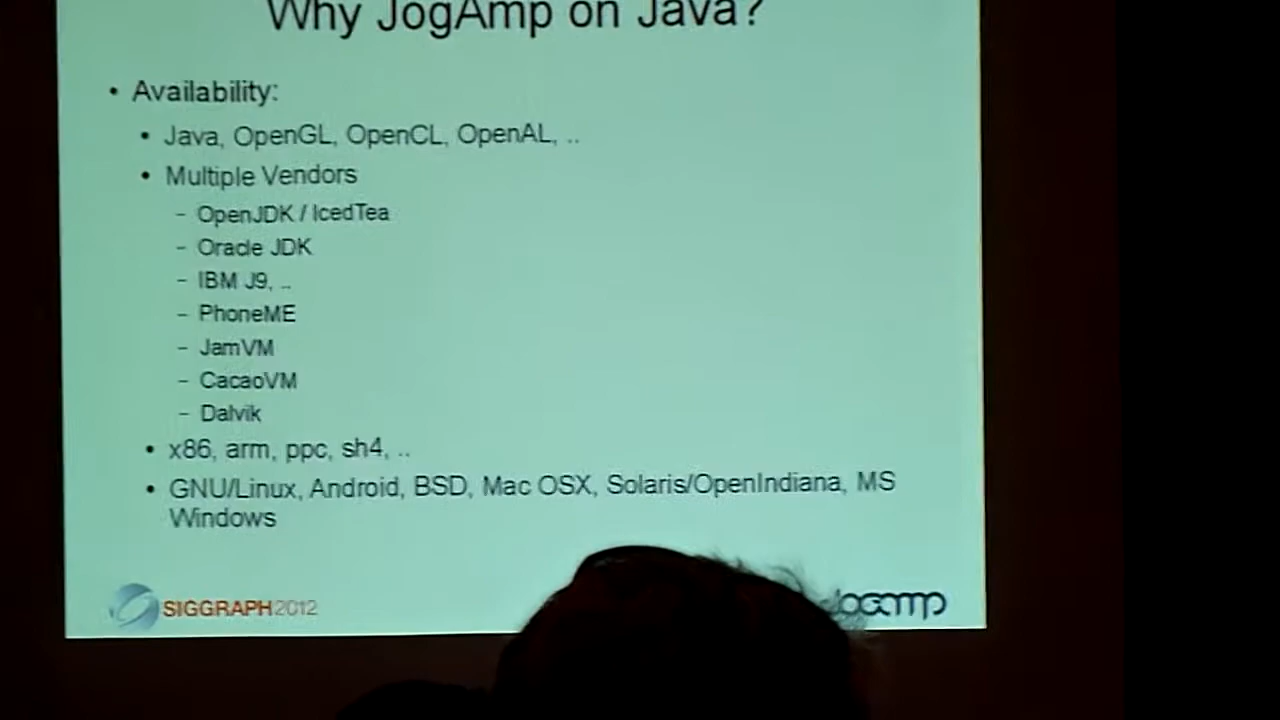 Why JogAmp on Java?
• Availability:
• Java, OpenGL, OpenCL, OpenAL, ..
• Multiple Vendors
– OpenJDK / IcedTea
– Oracle JDK
– IBM J9, ..
– PhoneME
– JamVM
– CacaoVM
– Dalvik
• x86, arm, ppc, sh4, ..
• GNU/Linux, Android, BSD, Mac OSX, Solaris/OpenIndiana, MS
Windows
SIGGRAPH2012
Jogamp